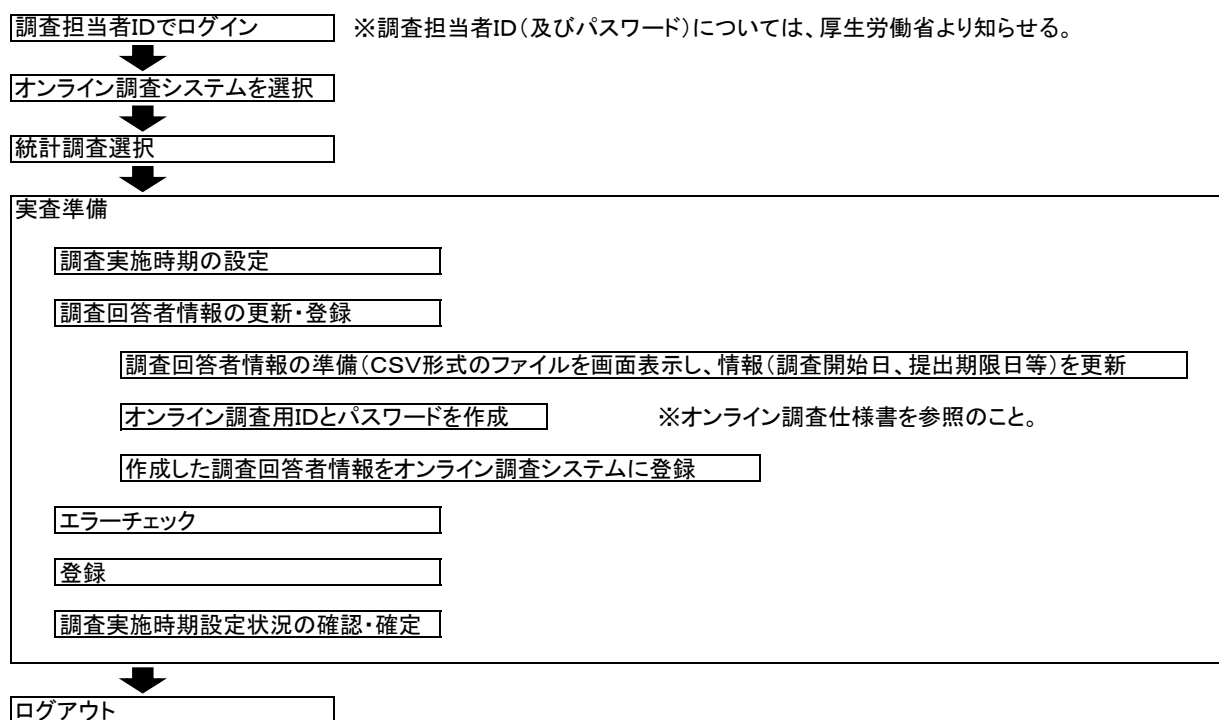 調査担当者IDでログイン　※調査担当者ID(及びパスワード)については、厚生労働省より知らせる。
オンライン調査システムを選択
統計調査選択
実査準備
調査実施時期の設定
調査回答者情報の更新・登録
調査回答者情報の準備(CSV形式のファイルを画面表示し、情報(調査開始日、提出期限日等)を更新
オンライン調査用IDとパスワードを作成　※オンライン調査仕様書を参照のこと。
作成した調査回答者情報をオンライン調査システムに登録
エラーチェック
登録
調査実施時期設定状況の確認・確定
ログアウト